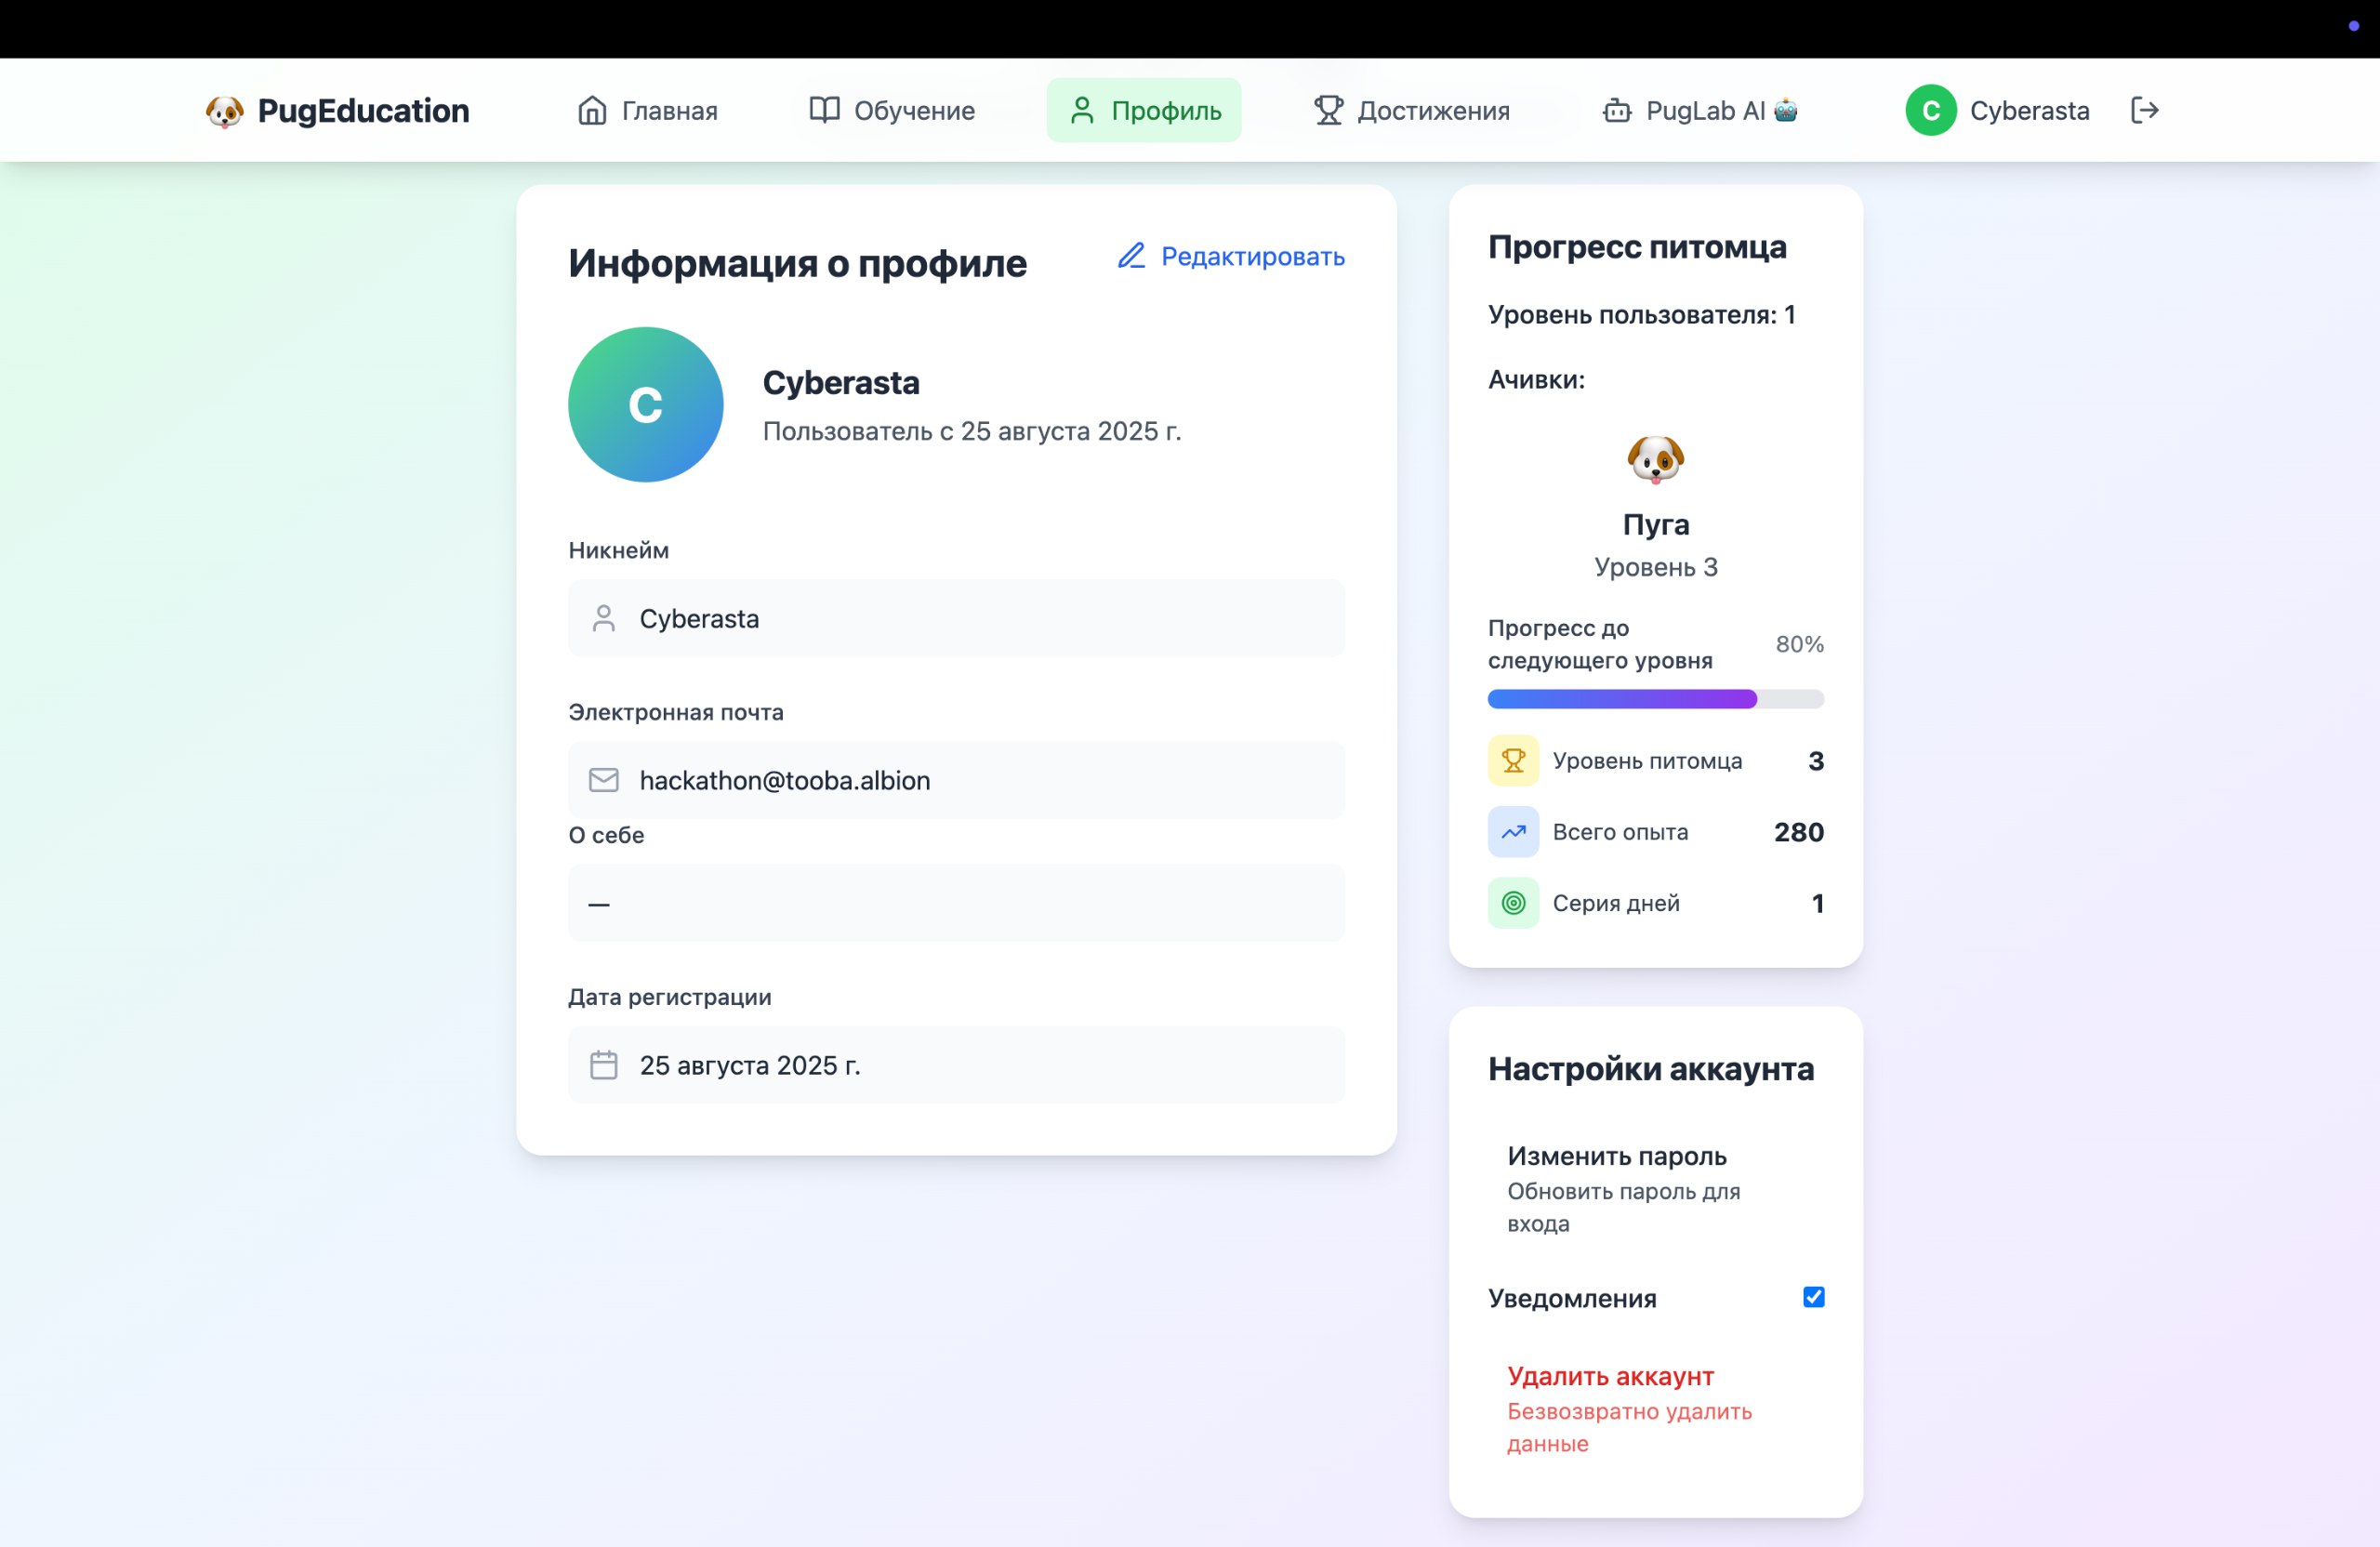 PugEducation
Главная
Обучение
Профиль
Достижения
PugLab AI
C
Cyberasta
Информация о профиле
Редактировать
C
Cyberasta
Пользователь с 25 августа 2025 г.
Никнейм
Cyberasta
Электронная почта
hackathon@tooba.albion
О себе
—
Дата регистрации
25 августа 2025 г.
Прогресс питомца
Уровень пользователя: 1
Ачивки:
Пуга
Уровень 3
Прогресс до
следующего уровня
80%
Уровень питомца
3
Всего опыта
280
Серия дней
1
Настройки аккаунта
Изменить пароль
Обновить пароль для
входа
Уведомления
Удалить аккаунт
Безвозвратно удалить
данные